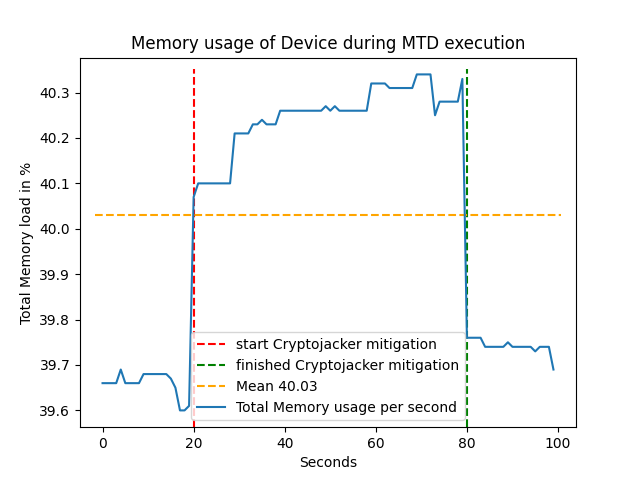 Memory usage of Device during MTD execution
Total Memory load in %
40.3
40.2
40.1
40.0
39.9
39.8
39.7
39.6
start Cryptojacker mitigation
finished Cryptojacker mitigation
Mean 40.03
Total Memory usage per second
0 20 40 60 80 100
Seconds